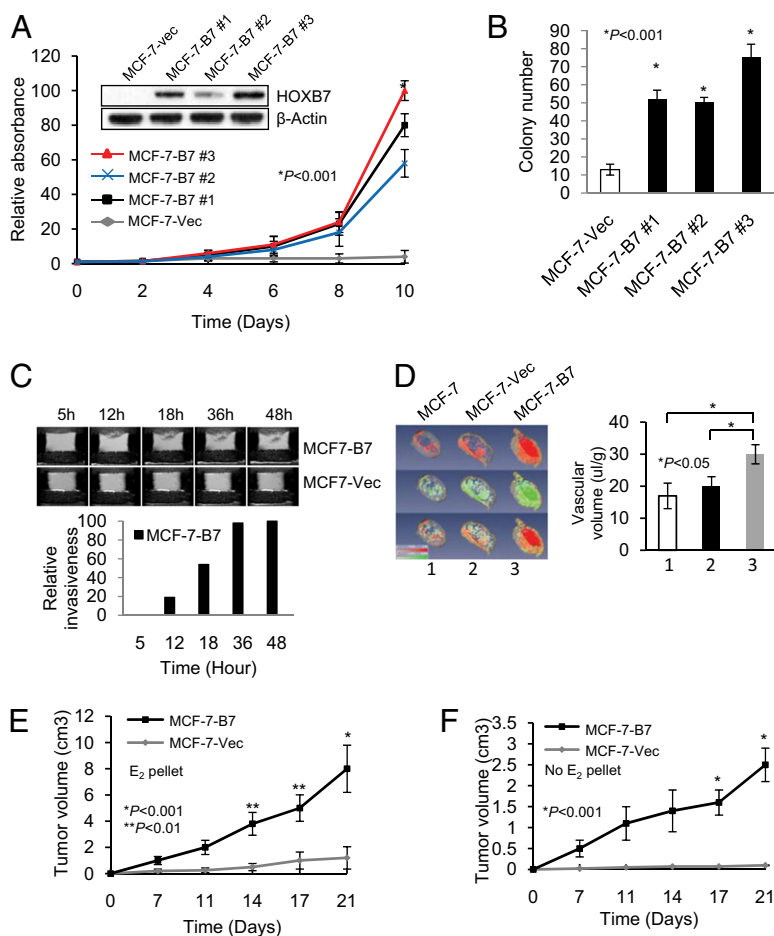 A
MCF-7-vec
MCF-7-B7 #1
MCF-7-B7 #2
MCF-7-B7 #3
HOXB7
β-Actin
Relative absorbance
120
100
80
60
40
20
0
MCF-7-B7 #3
MCF-7-B7 #2
MCF-7-B7 #1
MCF-7-Vec
*P<0.001
*
0 2 4 6 8 10
Time (Days)
B
Colony number
90
80
70
60
50
40
30
20
10
0
*P<0.001
* * *
MCF-7-Vec
MCF-7-B7 #1
MCF-7-B7 #2
MCF-7-B7 #3
C
5h 12h 18h 36h 48h
MCF7-B7
MCF7-Vec
Relative
invasiveness
100
80
60
40
20
0
MCF-7-B7
5 12 18 36 48
Time (Hour)
D
MCF-7
MCF-7-Vec
MCF-7-B7
1 2 3
Vascular
volume (ul/g)
40
30
20
10
0
*P<0.05
*
*
1 2 3
E
Tumor volume (cm3)
12
10
8
6
4
2
0
MCF-7-B7
MCF-7-Vec
E2 pellet
*P<0.001
**P<0.01
** ** *
0 7 11 14 17 21
Time (Days)
F
Tumor volume (cm3)
3.5
3
2.5
2
1.5
1
0.5
0
MCF-7-B7
MCF-7-Vec
No E2 pellet
*P<0.001
* *
0 7 11 14 17 21
Time (Days)